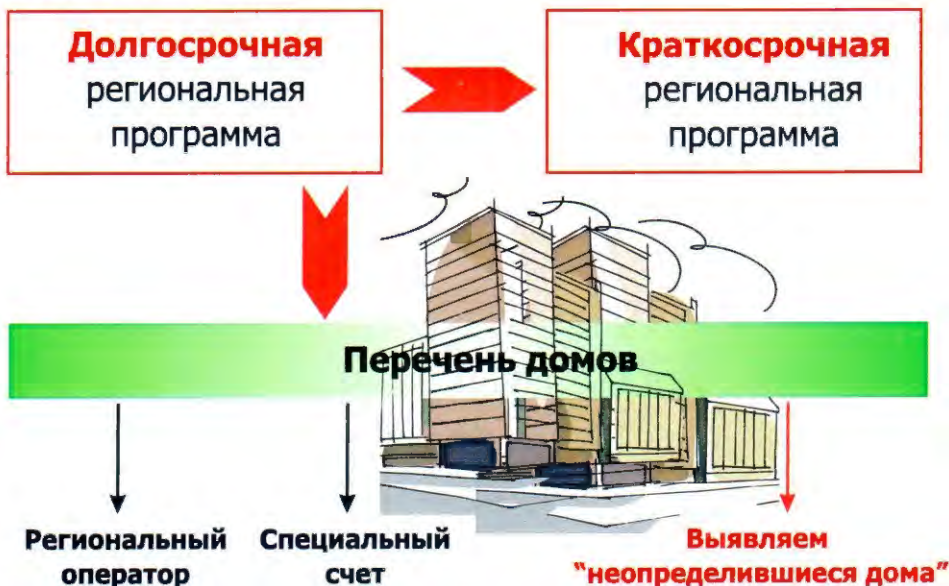 Долгосрочная
региональная
программа
Краткосрочная
региональная
программа
Перечень домов
Региональный
оператор
Специальный
счет
Выявляем
"неопределившиеся дома"